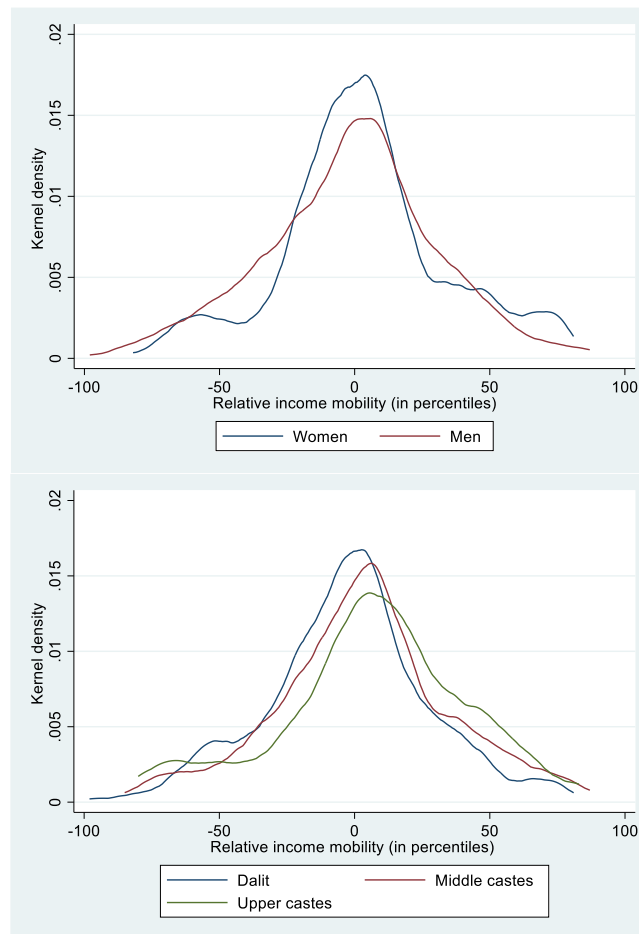 .02
.015
.01
.005
0
Kernel density
-100 -50 0 50 100
Relative income mobility (in percentiles)
Women Men
.02
.015
.01
.005
0
Kernel density
-100 -50 0 50 100
Relative income mobility (in percentiles)
Dalit Middle castes
Upper castes